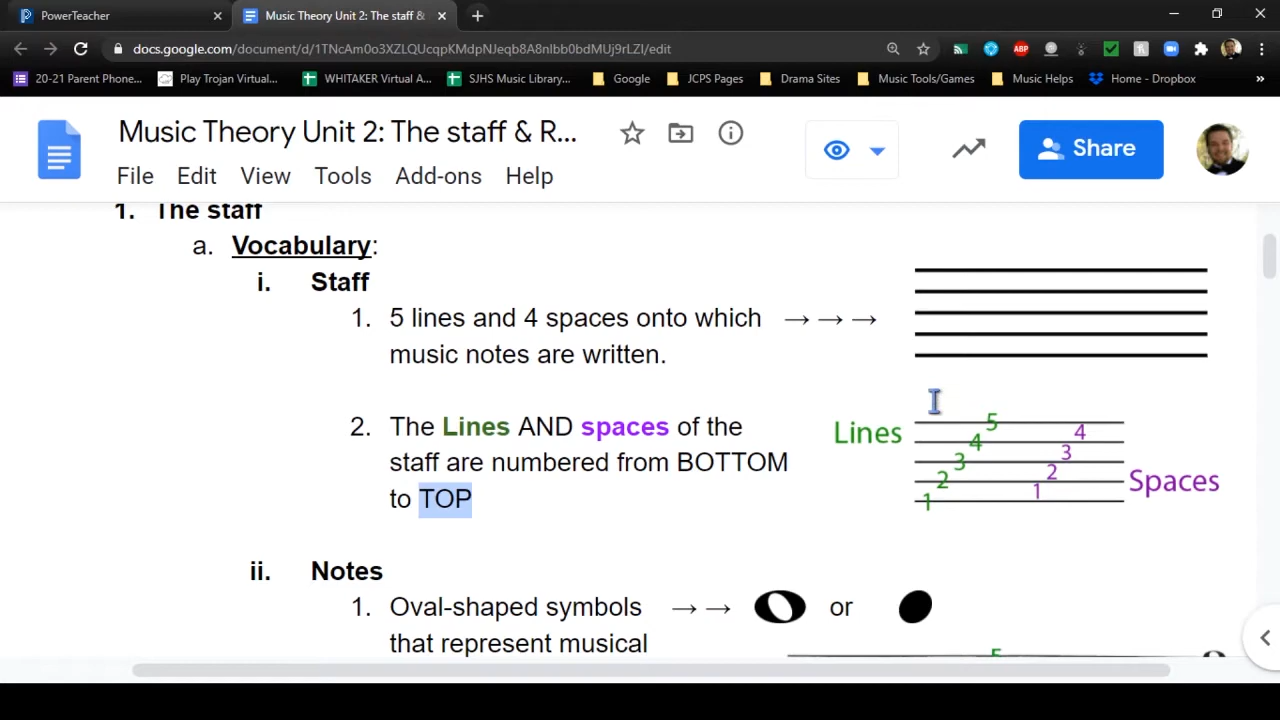 PowerTeacher
Music Theory Unit 2: The staff &
docs.google.com/document/d/1TNcAm0o3XZLQUcpKMdpNJeqb8A8nlbb0bdMUj9rLZI/edit
ABP
20-21 Parent Phone...
Play Trojan Virtual...
WHITAKER Virtual A...
SJHS Music Library...
Google
JCPS Pages
Drama Sites
Music Tools/Games
Music Helps
Home - Dropbox
»
Music Theory Unit 2: The staff & R...
Share
File Edit View Tools Add-ons Help
1. The staff
a. Vocabulary:
i. Staff
1. 5 lines and 4 spaces onto which → → →
music notes are written.
2. The Lines AND spaces of the
staff are numbered from BOTTOM
to TOP
Lines
5
4
3
2
1
4
3
2
1
Spaces
ii. Notes
1. Oval-shaped symbols → → or
that represent musical
5